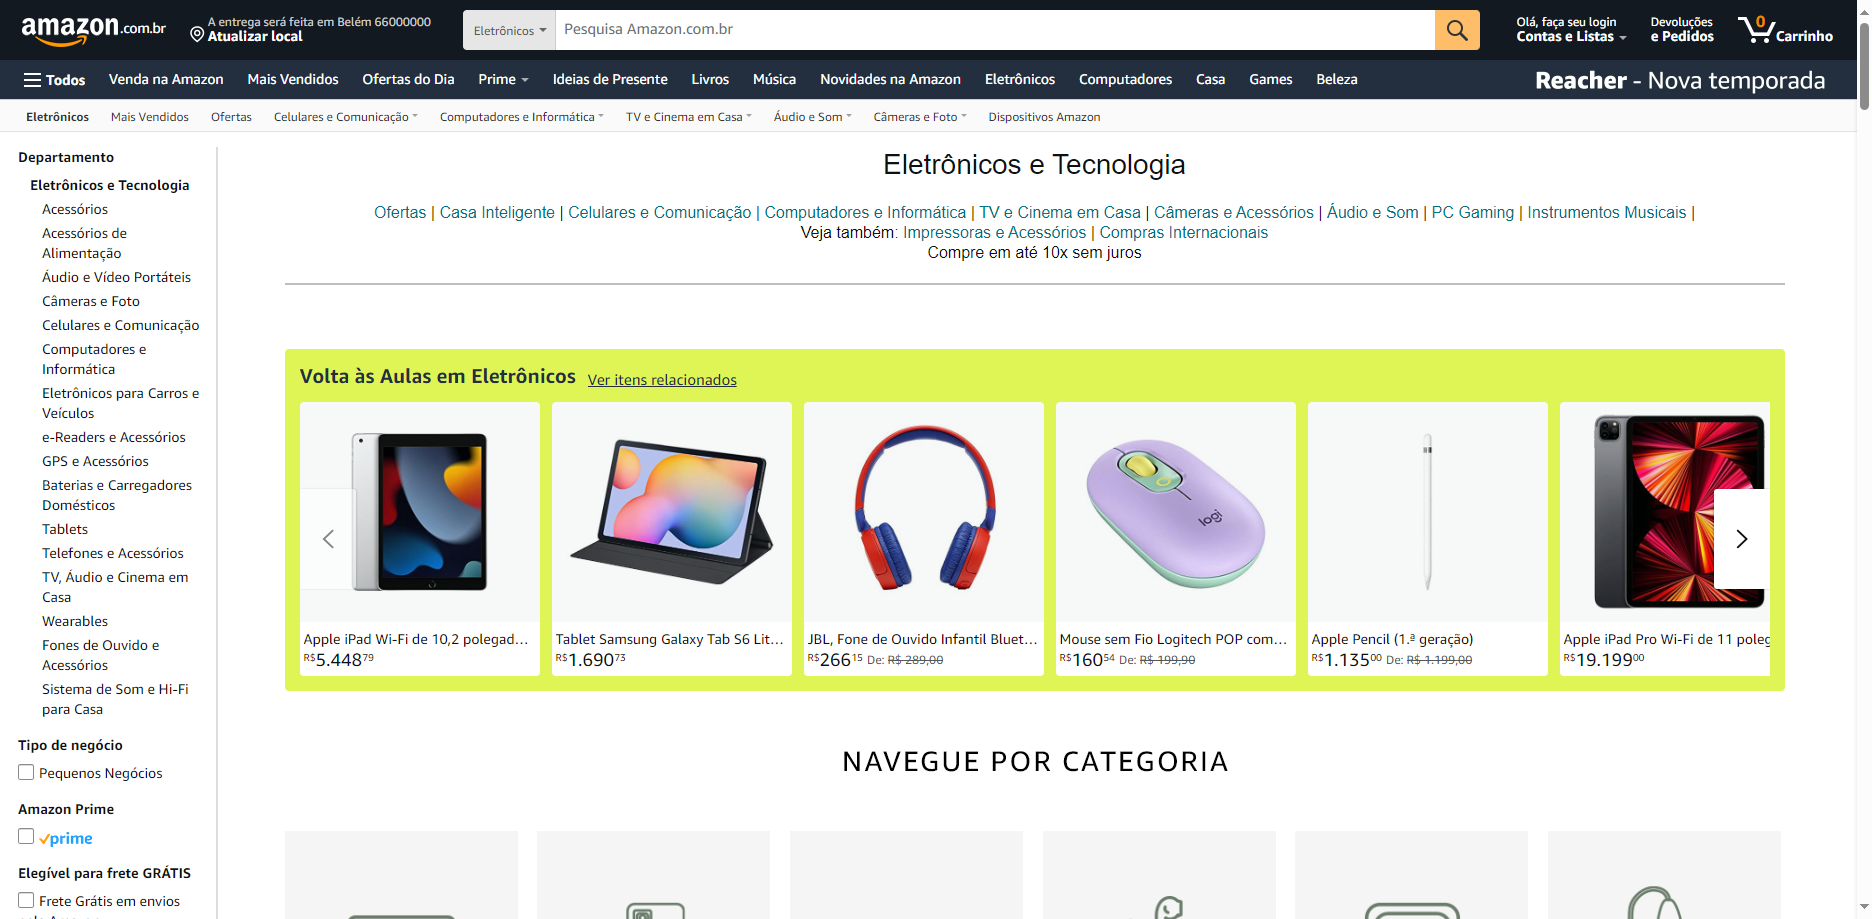 amazon.com.br
A entrega será feita em Belém 66000000
Atualizar local
Eletrônicos
Pesquisa Amazon.com.br
Olá, faça seu login
Contas e Listas
Devoluções
e Pedidos
0
Carrinho
Todos
Venda na Amazon
Mais Vendidos
Ofertas do Dia
Prime
Ideias de Presente
Livros
Música
Novidades na Amazon
Eletrônicos
Computadores
Casa
Games
Beleza
Reacher - Nova temporada
Eletrônicos
Mais Vendidos
Ofertas
Celulares e Comunicação
Computadores e Informática
TV e Cinema em Casa
Áudio e Som
Câmeras e Foto
Dispositivos Amazon
Departamento
Eletrônicos e Tecnologia
Acessórios
Acessórios de
Alimentação
Áudio e Vídeo Portáteis
Câmeras e Foto
Celulares e Comunicação
Computadores e
Informática
Eletrônicos para Carros e
Veículos
e-Readers e Acessórios
GPS e Acessórios
Baterias e Carregadores
Domésticos
Tablets
Telefones e Acessórios
TV, Áudio e Cinema em
Casa
Wearables
Fones de Ouvido e
Acessórios
Sistema de Som e Hi-Fi
para Casa
Tipo de negócio
Pequenos Negócios
Amazon Prime
prime
Elegível para frete GRÁTIS
Frete Grátis em envios
Eletrônicos e Tecnologia
Ofertas | Casa Inteligente | Celulares e Comunicação | Computadores e Informática | TV e Cinema em Casa | Câmeras e Acessórios | Áudio e Som | PC Gaming | Instrumentos Musicais |
Veja também: Impressoras e Acessórios | Compras Internacionais
Compre em até 10x sem juros
Volta às Aulas em Eletrônicos
Ver itens relacionados
logi
Apple iPad Wi-Fi de 10,2 polegad...
R$5.44879
Tablet Samsung Galaxy Tab S6 Lit...
R$1.69073
JBL, Fone de Ouvido Infantil Bluet...
R$26615 De: R$ 289,00
Mouse sem Fio Logitech POP com...
R$16054 De: R$ 199,90
Apple Pencil (1.ª geração)
R$1.13500 De: R$ 1.199,00
Apple iPad Pro Wi-Fi de 11 poleg
R$19.19900
NAVEGUE POR CATEGORIA